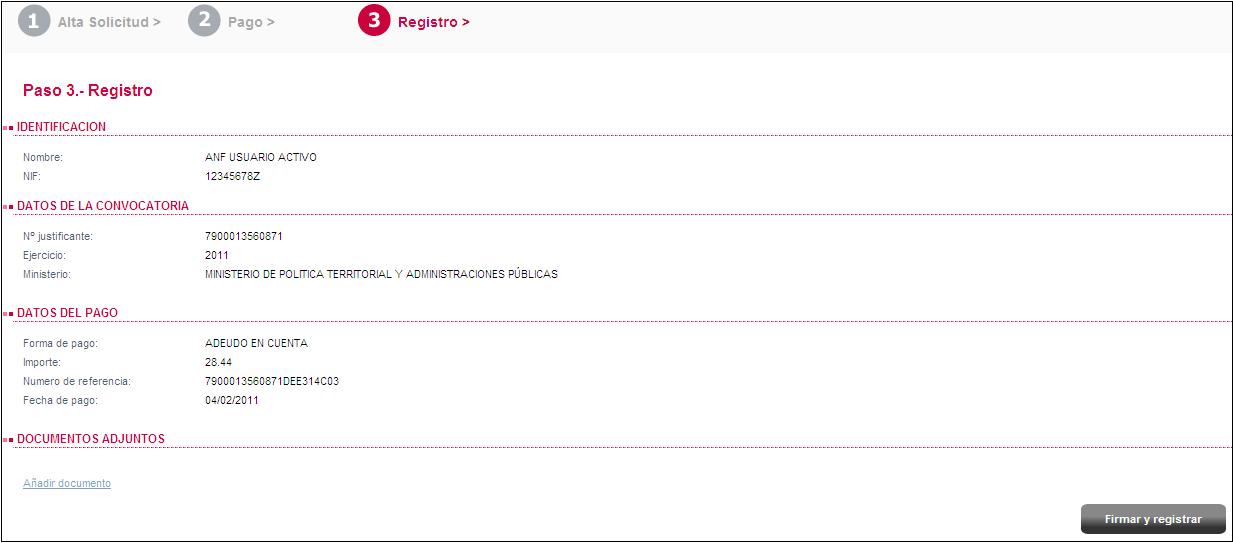 1 Alta Solicitud > 2 Pago > 3 Registro >
Paso 3.- Registro
IDENTIFICACION
Nombre: ANF USUARIO ACTIVO
NIF: 12345678Z
DATOS DE LA CONVOCATORIA
Nº justificante: 7900013560871
Ejercicio: 2011
Ministerio: MINISTERIO DE POLITICA TERRITORIAL Y ADMINISTRACIONES PÚBLICAS
DATOS DEL PAGO
Forma de pago: ADEUDO EN CUENTA
Importe: 28.44
Numero de referencia: 7900013560871DEE314C03
Fecha de pago: 04/02/2011
DOCUMENTOS ADJUNTOS
Añadir documento
Firmar y registrar